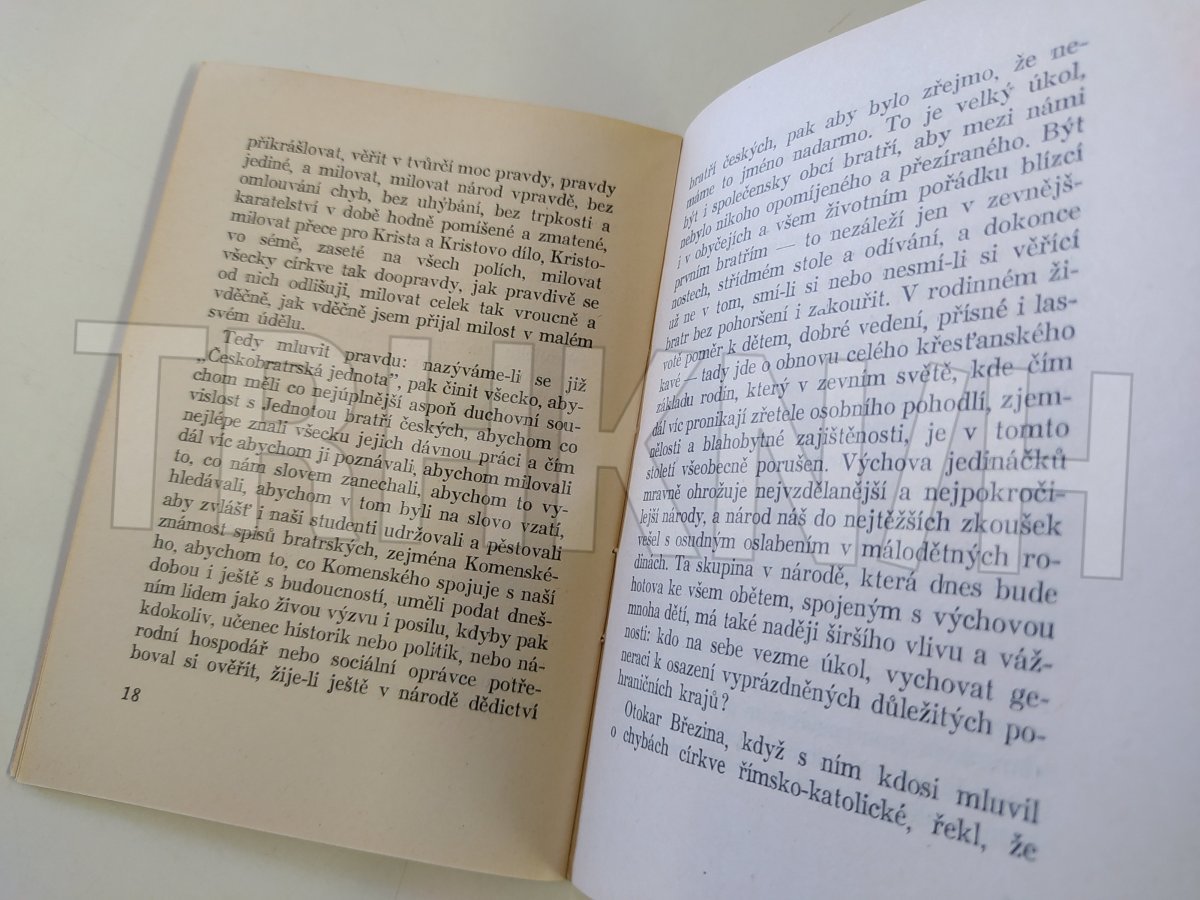 přikrášlovat, věřit v tvůrčí moc pravdy, pravdy
jediné, a milovat, milovat národ vpravdě, bez
omlouvání chyb, bez uhýbání, bez trpkosti a
karatelství v době hodně pomíšené a zmatené,
milovat přece pro Krista a Kristovo dílo, Kristo-
vo sémě, zaseté na všech polích, milovat
všecky církve tak doopravdy, jak pravdivě se
od nich odlišuji, milovat celek tak vroucně a
vděčně, jak vděčně jsem přijal milost v malém
svém údělu.
Tedy mluvit pravdu: nazýváme-li se již
„Českobratrská jednota”, pak činit všecko, aby-
chom měli co nejúplnější aspoň duchovní sou-
vislost s Jednotou bratří českých, abychom co
nejlépe znali všecku jejich dávnou práci a čím
dál víc abychom ji poznávali, abychom milovali
to, co nám slovem zanechali, abychom to vy-
hledávali, abychom v tom byli na slovo vzatí,
aby zvlášť i naši studenti udržovali a pěstovali
známost spisů bratrských, zejména Komenské-
ho, abychom to, co Komenského spojuje s naší
dobou i ještě s budoucností, uměli podat dneš-
ním lidem jako živou výzvu i posilu, kdyby pak
kdokoliv, učenec historik nebo politik, nebo ná-
rodní hospodář nebo sociální oprávce potře-
boval si ověřit, žije-li ještě v národě dědictví
18
bratří českých, pak aby bylo zřejmo, že ne-
máme to jméno nadarmo. To je velký úkol,
být i společensky obcí bratří, aby mezi námi
nebylo nikoho opomíjeného a přezíraného. Být
i v obyčejích a všem životním pořádku blízcí
prvním bratřím — to nezáleží jen v zevnějš-
nostech, střídmém stole a odívání, a dokonce
už ne v tom, smí-li si nebo nesmí-li si věřící
bratr bez pohoršení i zakouřit. V rodinném ži-
votě poměr k dětem, dobré vedení, přísné i las-
kavé — tady jde o obnovu celého křesťanského
základu rodin, který v zevním světě, kde čím
dál víc pronikají zřetele osobního pohodlí, zjem-
nělosti a blahobytné zajištěnosti, je v tomto
století všeobecně porušen. Výchova jedináčků
mravně ohrožuje nejvzdělanější a nejpokroči-
lejší národy, a národ náš do nejtěžších zkoušek
vešel s osudným oslabením v málodětných ro-
dinách. Ta skupina v národě, která dnes bude
hotova ke všem obětem, spojeným s výchovou
mnoha dětí, má také naději širšího vlivu a váž-
nosti: kdo na sebe vezme úkol, vychovat ge-
neraci k osazení vyprázdněných důležitých po-
hraničních krajů?
Otokar Březina, když s ním kdosi mluvil
o chybách církve římsko-katolické, řekl, že
TRHKNIH